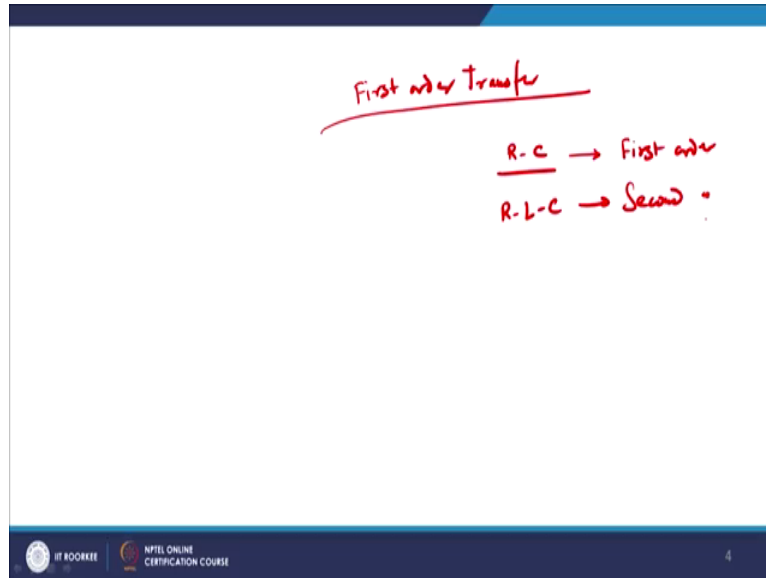 First order Transfer
R-C → First order
R-L-C → Second "
IIT ROORKEE
NPTEL ONLINE
CERTIFICATION COURSE
4